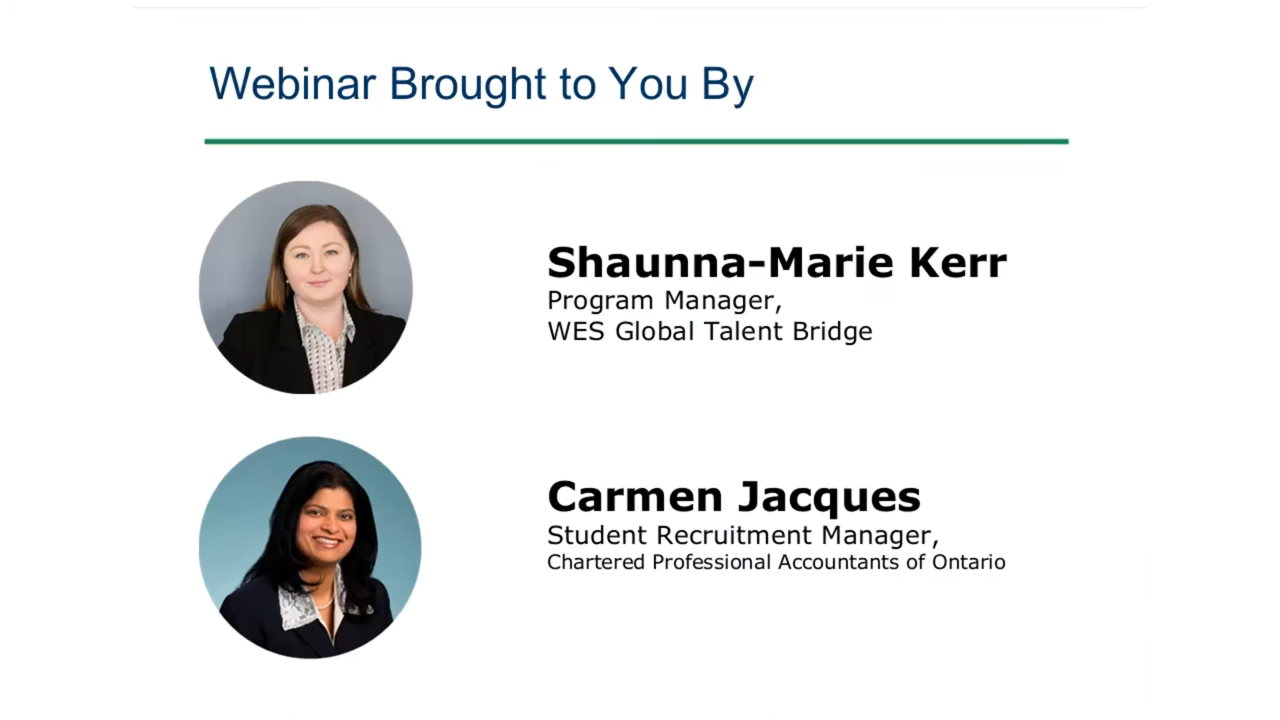 Webinar Brought to You By
Shaunna-Marie Kerr
Program Manager,
WES Global Talent Bridge
Carmen Jacques
Student Recruitment Manager,
Chartered Professional Accountants of Ontario